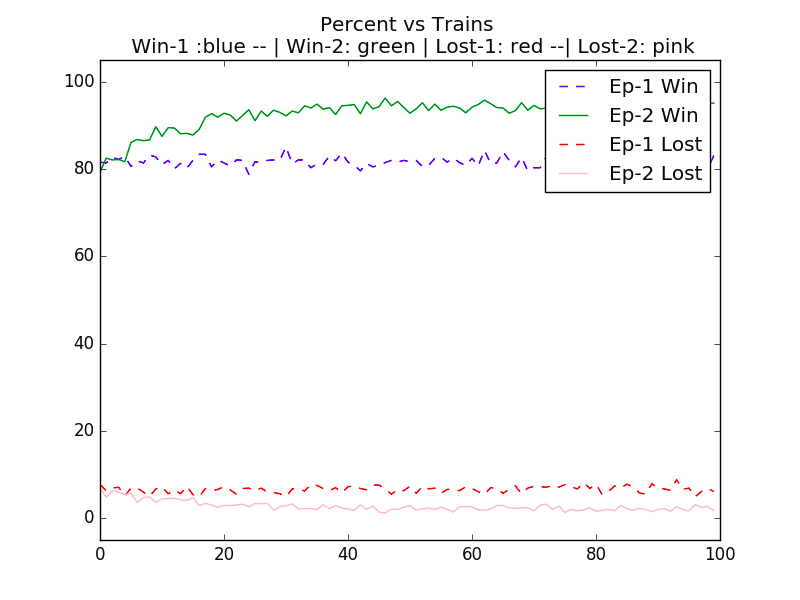 Percent vs Trains
Win-1 :blue -- | Win-2: green | Lost-1: red --| Lost-2: pink
100
80
60
40
20
0
Ep-1 Win
Ep-2 Win
Ep-1 Lost
Ep-2 Lost
0 20 40 60 80 100